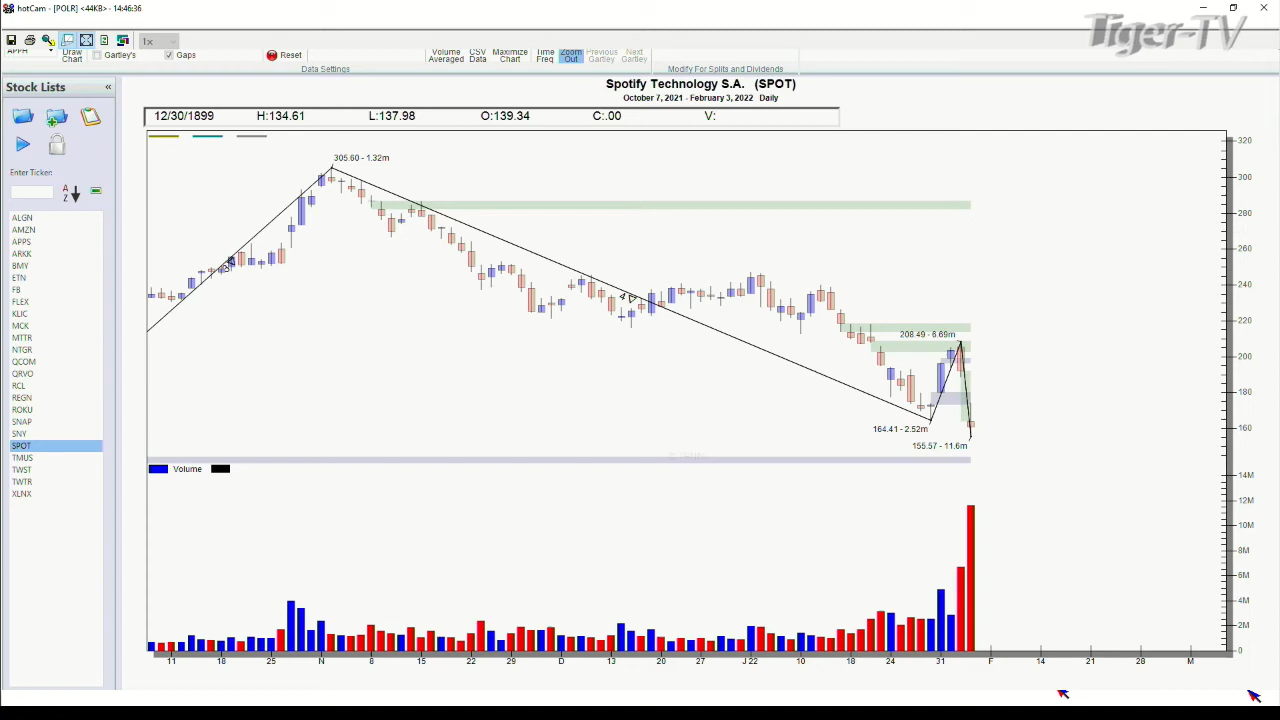 hotCam - [POLR] <44KB> - 14:46:36
Tiger-TV
1x
Draw Chart
Gartley's
Gaps
Reset
Volume Averaged
CSV Data
Maximize Chart
Time Freq
Zoom Out
Previous Gartley
Next Gartley
Data Settings
Modify For Splits and Dividends
Stock Lists «
Enter Ticker:
A Z
ALGN
AMZN
APPS
ARKK
BMY
ETN
FB
FLEX
KLIC
MCK
MTTR
NTGR
QCOM
QRVO
RCL
REGN
ROKU
SNAP
SNY
SPOT
TMUS
TWST
TWTR
XLNX
Spotify Technology S.A. (SPOT)
October 7, 2021 - February 3, 2022 Daily
12/30/1899 H:134.61 L:137.98 O:139.34 C:.00 V:
305.60 - 1.32m
208.49 - 6.69m
164.41 - 2.52m
155.57 - 11.6m
4
320
300
280
260
240
220
200
180
160
Volume
14M
12M
10M
8M
6M
4M
2M
0
11 18 25 N 8 15 22 29 D 13 20 27 J 22 10 18 24 31 F 14 21 28 M